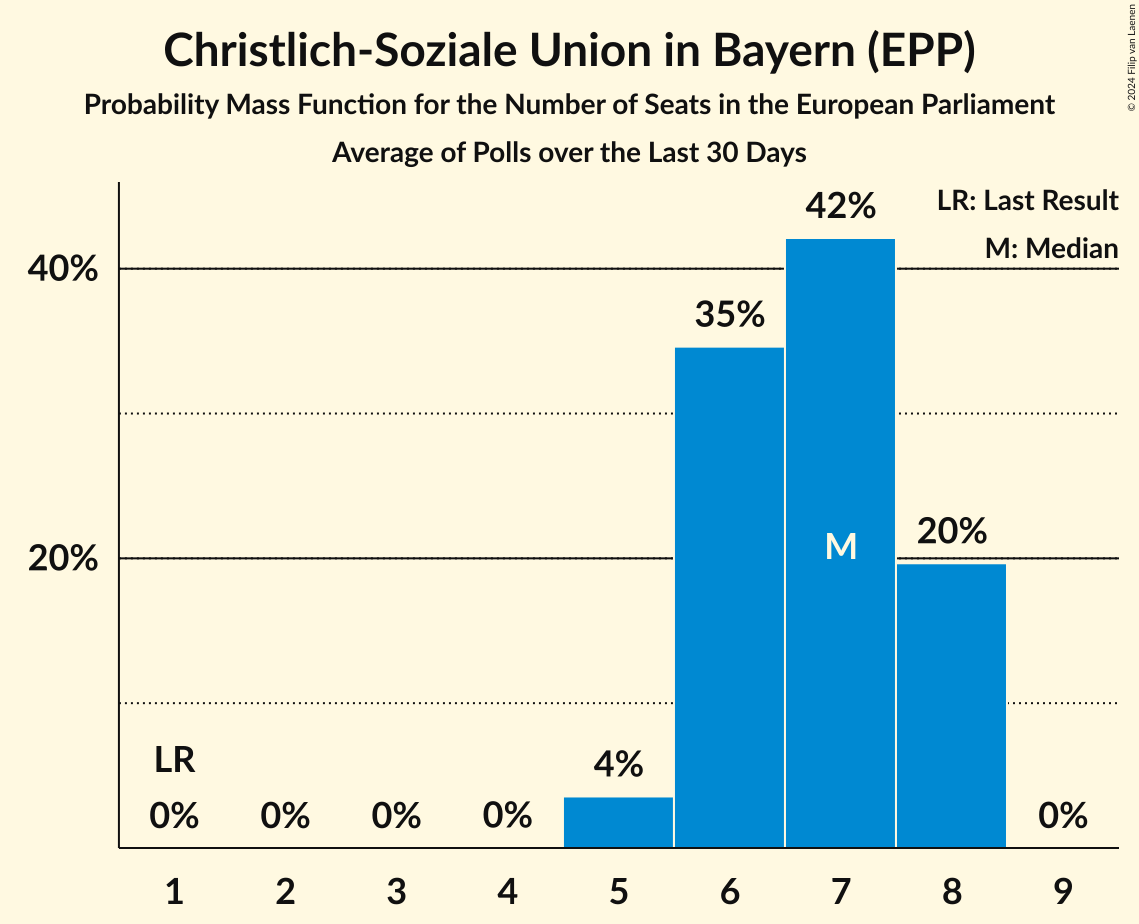 Christlich-Soziale Union in Bayern (EPP)
Probability Mass Function for the Number of Seats in the European Parliament
Average of Polls over the Last 30 Days
© 2024 Filip van Laenen
LR: Last Result
M: Median
42%
40%
35%
20%
20%
M
LR
4%
0% 0% 0% 0% 0%
1 2 3 4 5 6 7 8 9